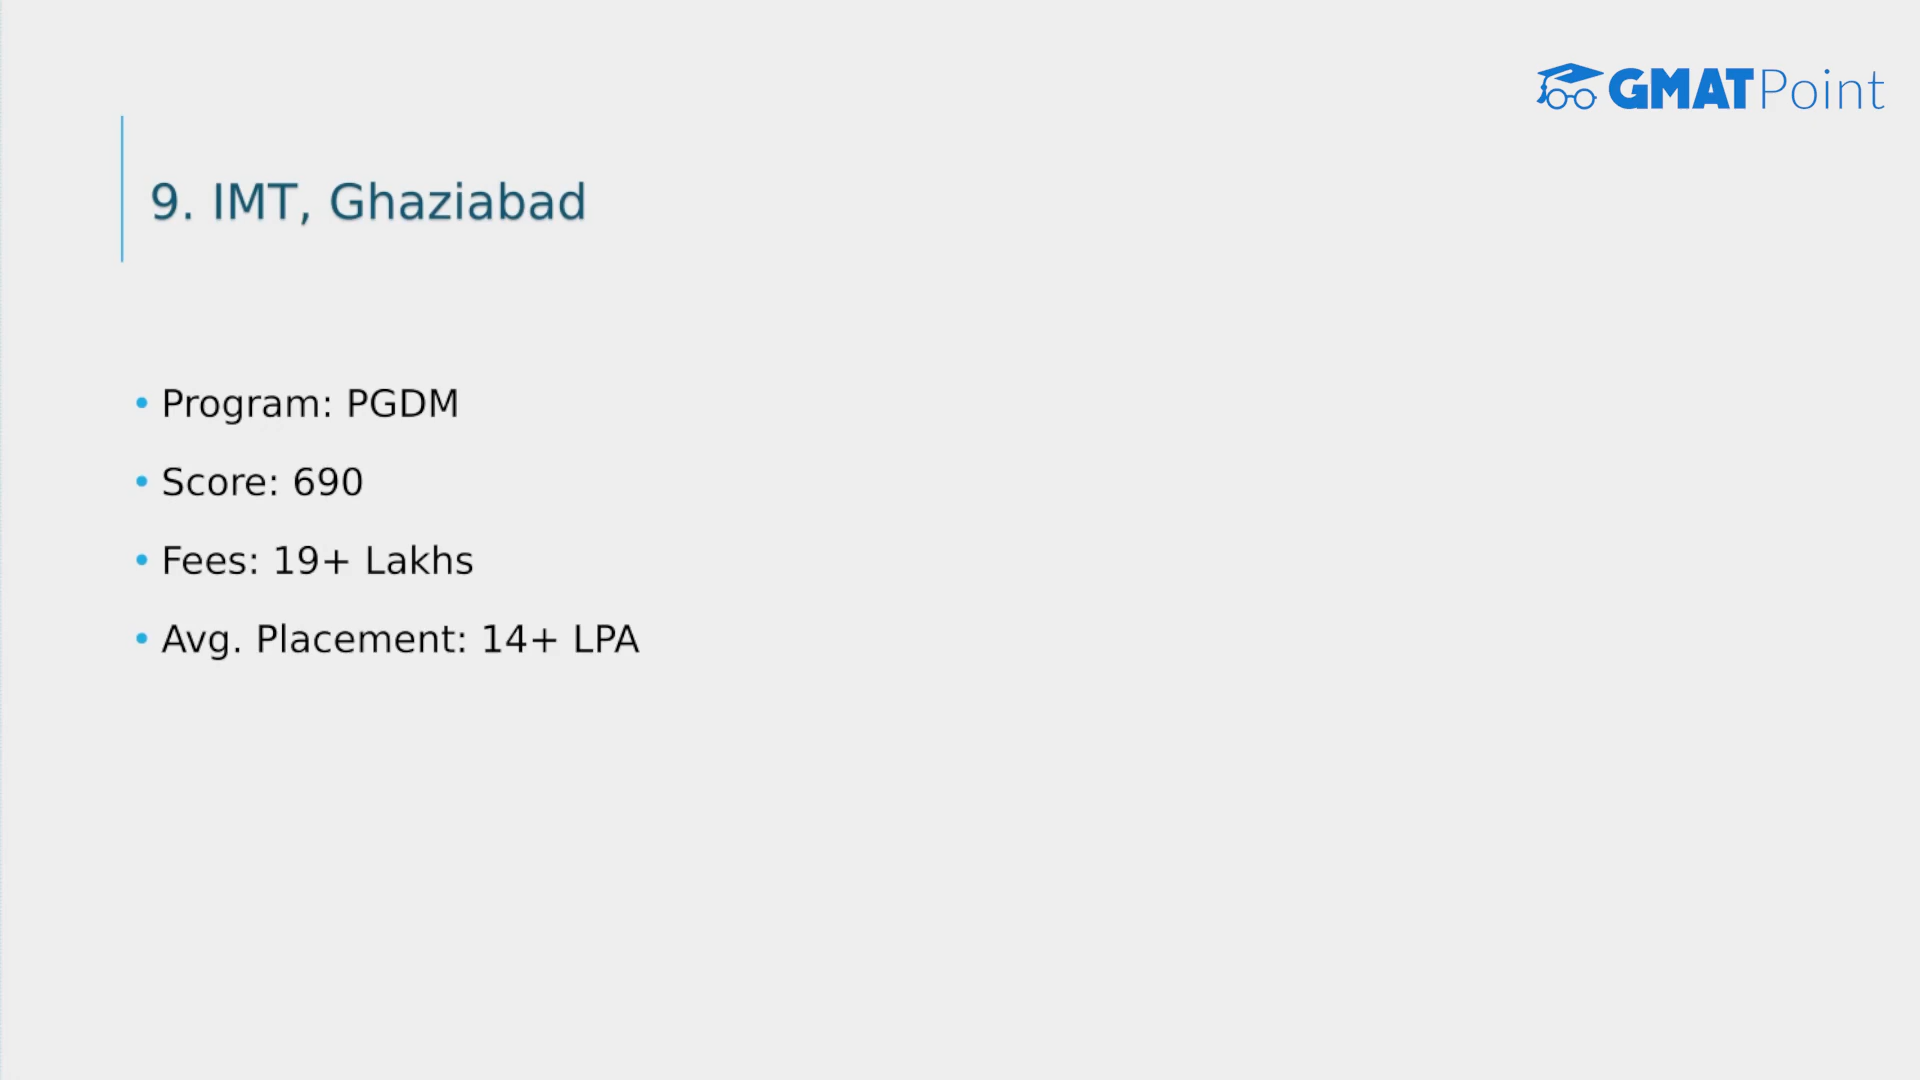 GMATPoint
9. IMT, Ghaziabad
• Program: PGDM
• Score: 690
• Fees: 19+ Lakhs
• Avg. Placement: 14+ LPA